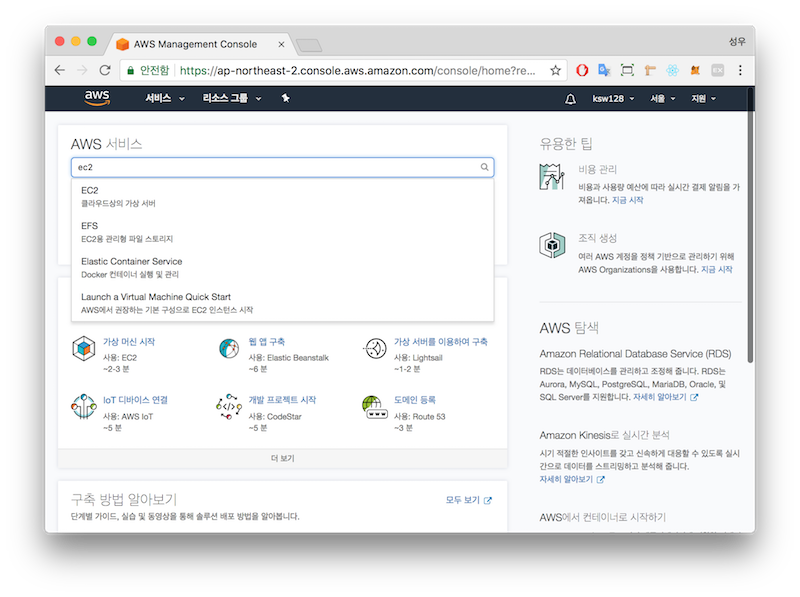 AWS Management Console
성우
안전함 https://ap-northeast-2.console.aws.amazon.com/console/home?re...
aws 서비스 리소스 그룹 ksw128 서울 지원
AWS 서비스
ec2
EC2
클라우드상의 가상 서버
EFS
EC2용 관리형 파일 스토리지
Elastic Container Service
Docker 컨테이너 실행 및 관리
Launch a Virtual Machine Quick Start
AWS에서 권장하는 기본 구성으로 EC2 인스턴스 시작
가상 머신 시작
사용: EC2
~2-3 분
웹 앱 구축
사용: Elastic Beanstalk
~6 분
가상 서버를 이용하여 구축
사용: Lightsail
~1-2 분
IoT 디바이스 연결
사용: AWS IoT
~5 분
개발 프로젝트 시작
사용: CodeStar
~5 분
도메인 등록
사용: Route 53
~3 분
더 보기
구축 방법 알아보기
모두 보기
단계별 가이드, 실습 및 동영상을 통해 솔루션 배포 방법을 알아봅니다.
유용한 팁
비용 관리
비용과 사용량 예산에 따라 실시간 결제 알림을 가
져옵니다. 지금 시작
조직 생성
여러 AWS 계정을 정책 기반으로 관리하기 위해
AWS Organizations을 사용합니다. 지금 시작
AWS 탐색
Amazon Relational Database Service (RDS)
RDS는 데이터베이스를 관리하고 조정해 줍니다. RDS는
Aurora, MySQL, PostgreSQL, MariaDB, Oracle, 및
SQL Server를 지원합니다. 자세히 알아보기
Amazon Kinesis로 실시간 분석
시기 적절한 인사이트를 갖고 신속하게 대응할 수 있도록 실시
간으로 데이터를 스트리밍하고 분석해 줍니다.
자세히 알아보기
AWS에서 컨테이너로 시작하기